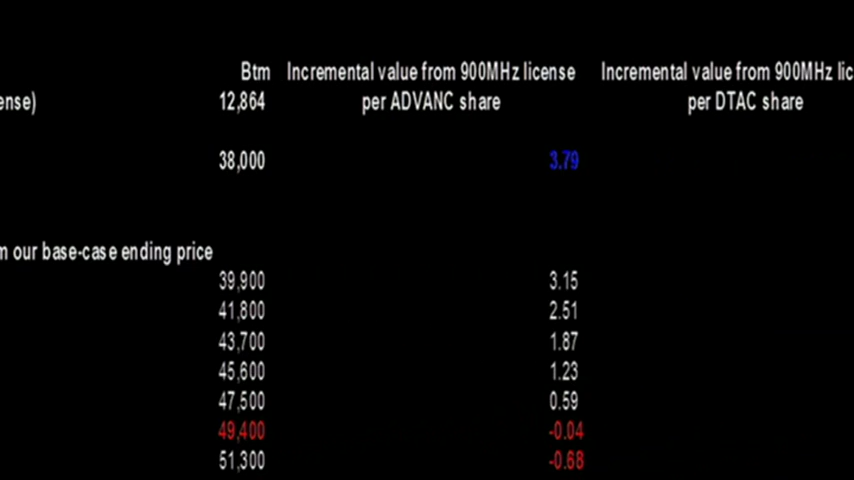 Btm Incremental value from 900MHz license Incremental value from 900MHz lic
ense) 12,864 per ADVANC share per DTAC share
38,000 3.79
m our base-case ending price
39,900 3.15
41,800 2.51
43,700 1.87
45,600 1.23
47,500 0.59
49,400 -0.04
51,300 -0.68